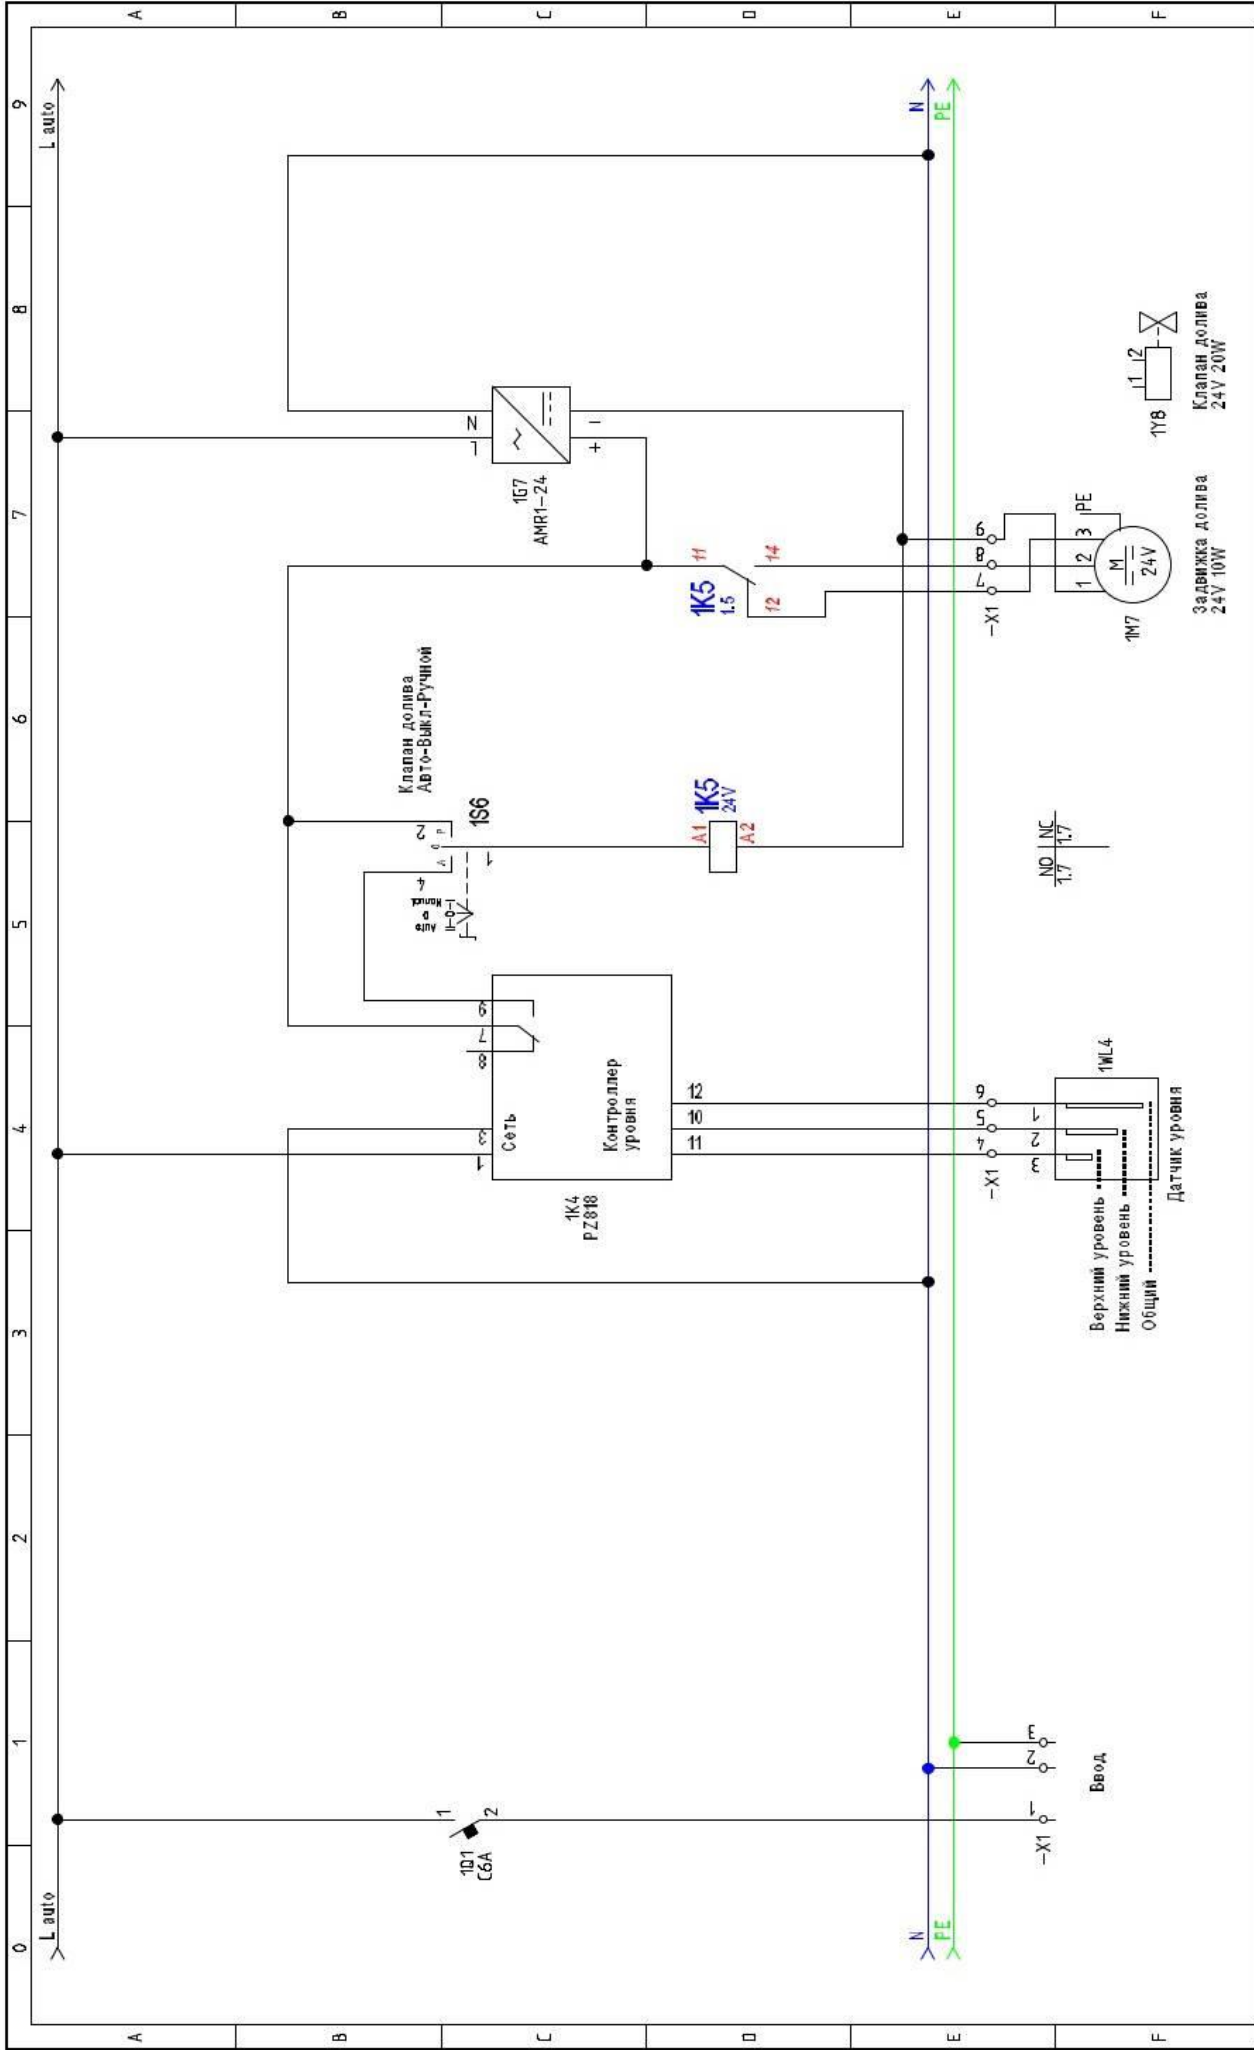 0 1 2 3 4 5 6 7 8 9
A
B
C
D
E
F
A
B
C
D
E
F
L auto
L auto
N
PE
N
PE
1Q1
C6A
1
2
-X1
1
2
3
Ввод
1K4
PZ818
Сеть
Контроллер
уровня
1
3
8
7
9
11
10
12
-X1
4
5
6
3
2
1
1WL4
Верхний уровень
Нижний уровень
Общий
Датчик уровня
Клапан долива
Авто-Выкл-Ручной
1S6
Auto
0
Manual
I-0-II
4
2
A
0
P
1
1K5
24V
A1
A2
NO
NC
1.7
1.7
1G7
AMR1-24
L
N
+
-
1K5
1.5
11
12
14
-X1
7
8
9
1
2
3
PE
M
24V
1M7
Задвижка долива
24V 10W
1
2
1Y8
Клапан долива
24V 20W